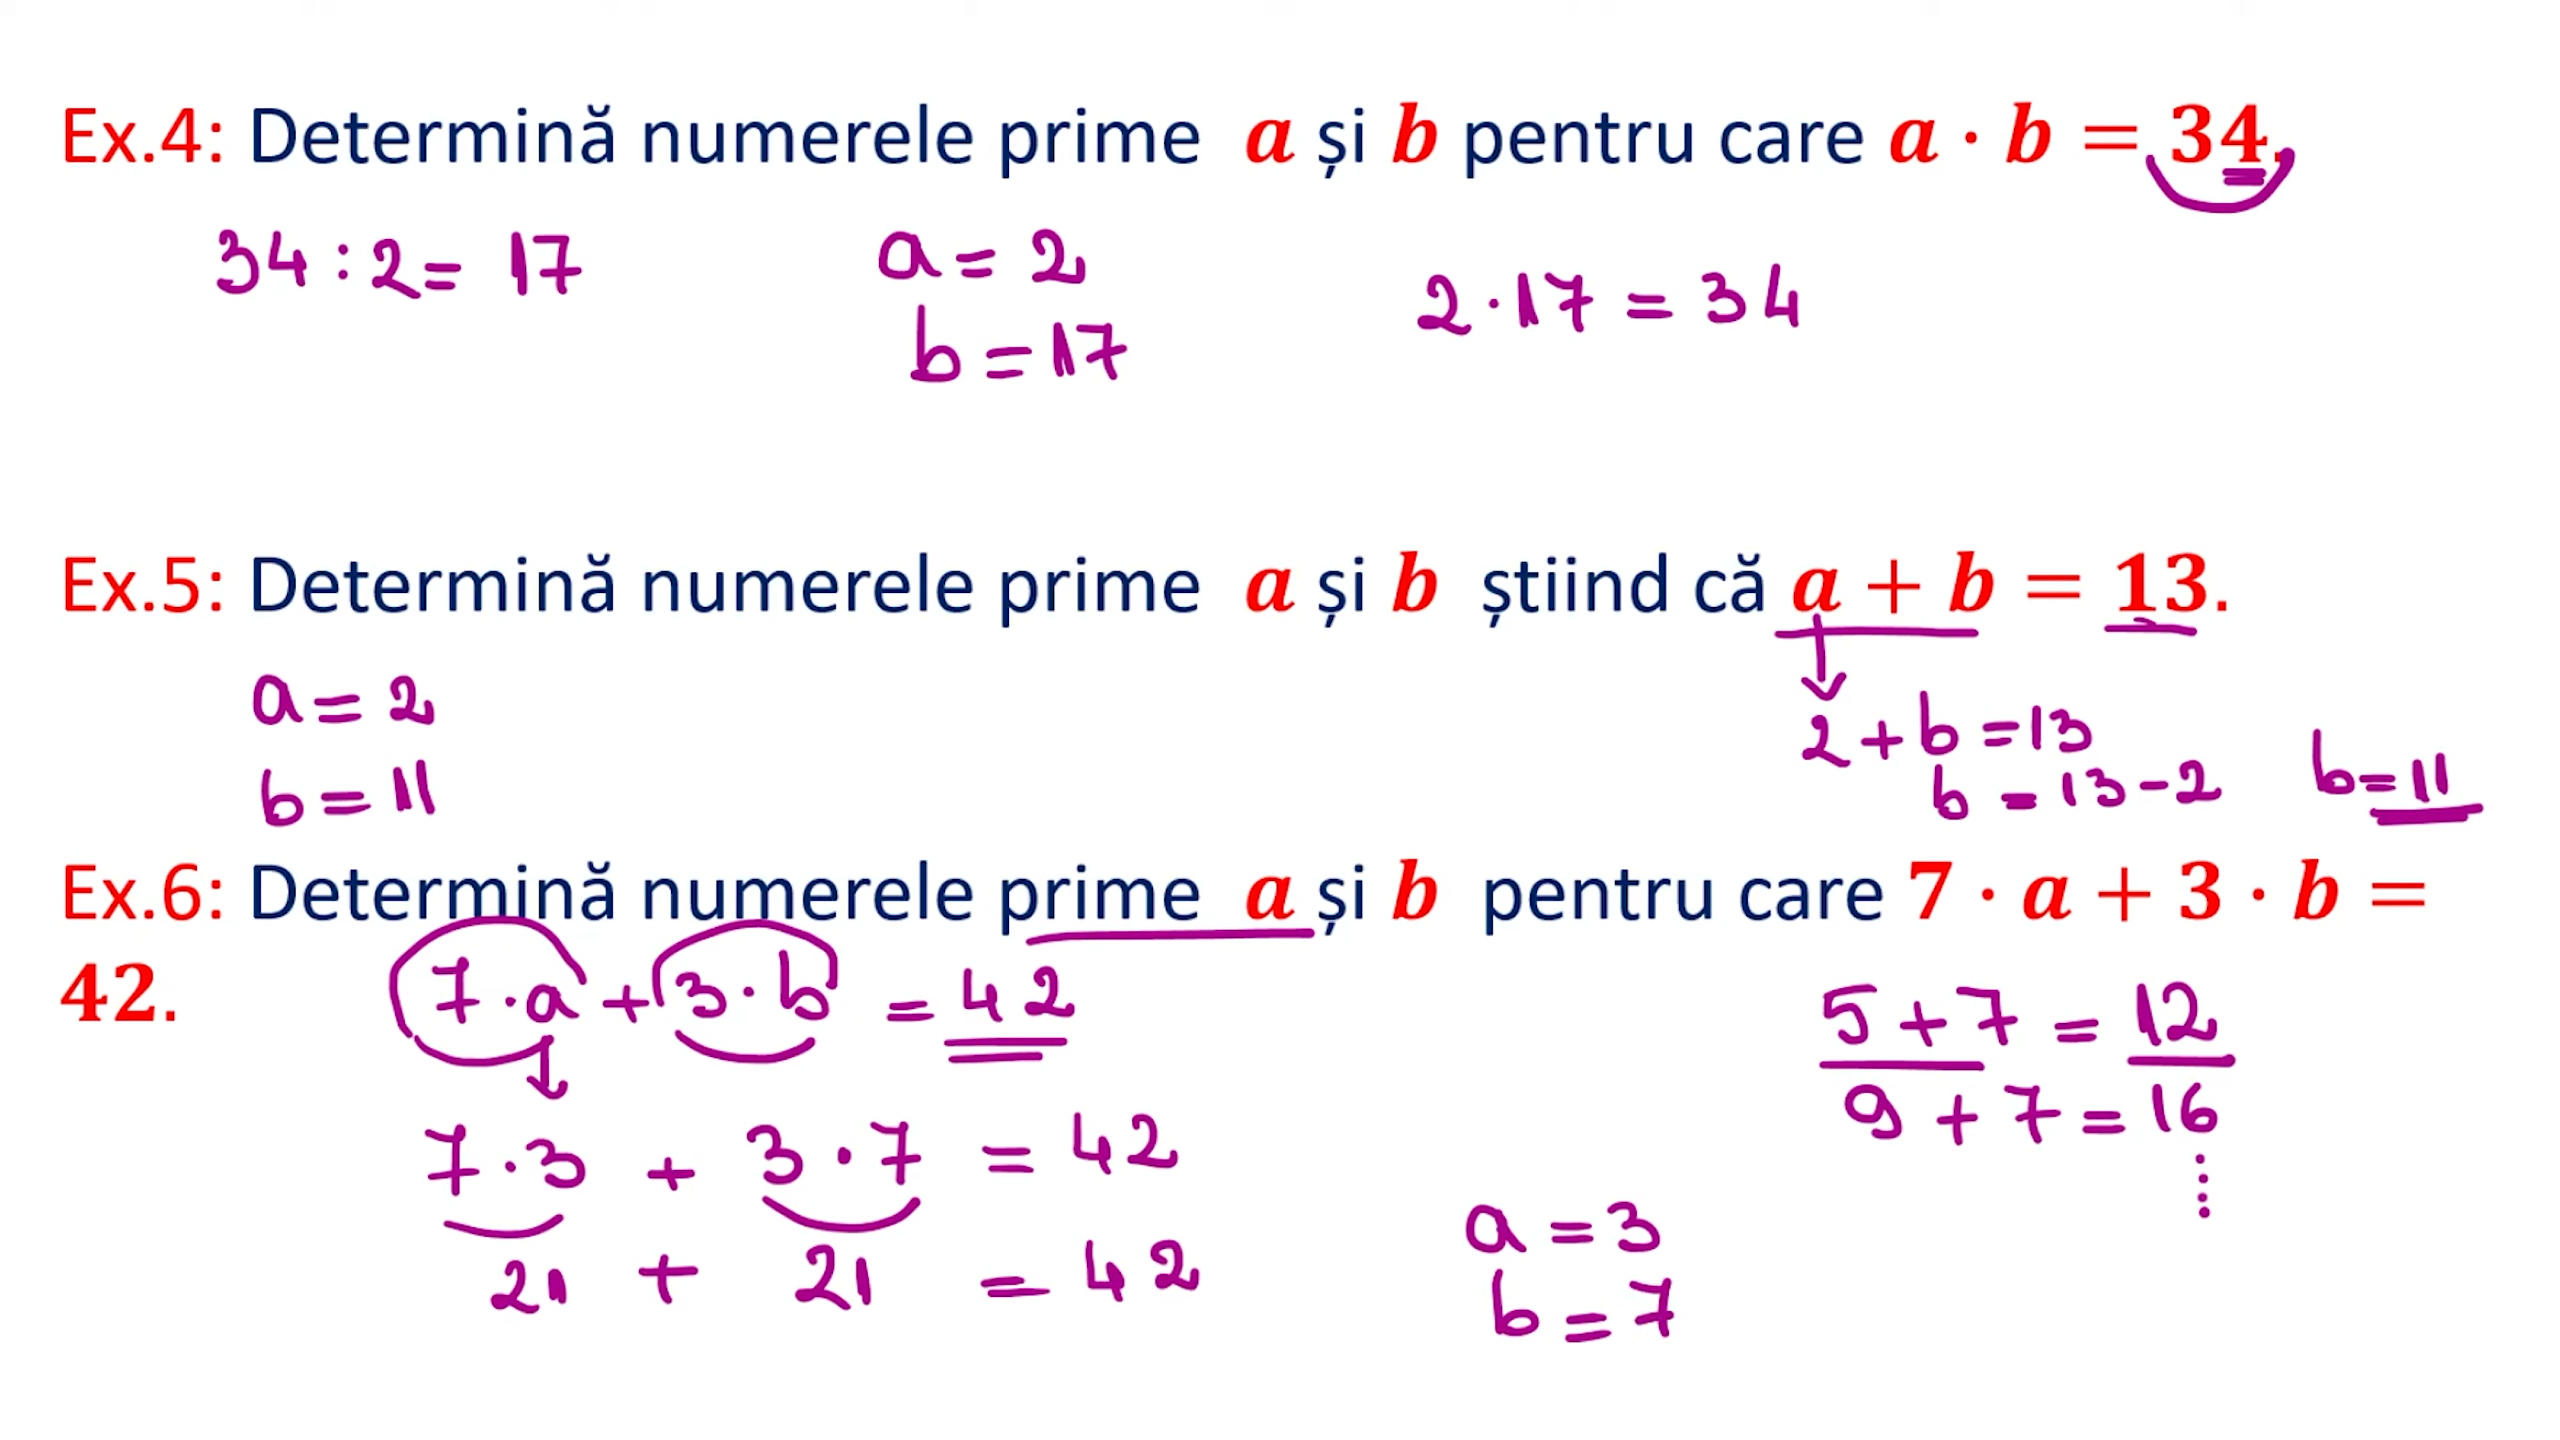 Ex.4: Determină numerele prime a și b pentru care a · b = 34.
34 : 2 = 17
a = 2
b = 17
2 · 17 = 34
Ex.5: Determină numerele prime a și b știind că a + b = 13.
a = 2
b = 11
2 + b = 13
b = 13 - 2
b = 11
Ex.6: Determină numerele prime a și b pentru care 7 · a + 3 · b =
42.
7 · a + 3 · b = 42
7 · 3 + 3 · 7 = 42
21 + 21 = 42
5 + 7 = 12
9 + 7 = 16
a = 3
b = 7